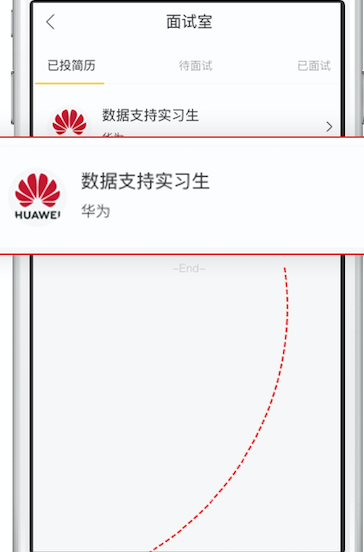 面试室
已投简历 待面试 已面试
数据支持实习生
华为
HUAWEI
数据支持实习生
华为
–End–